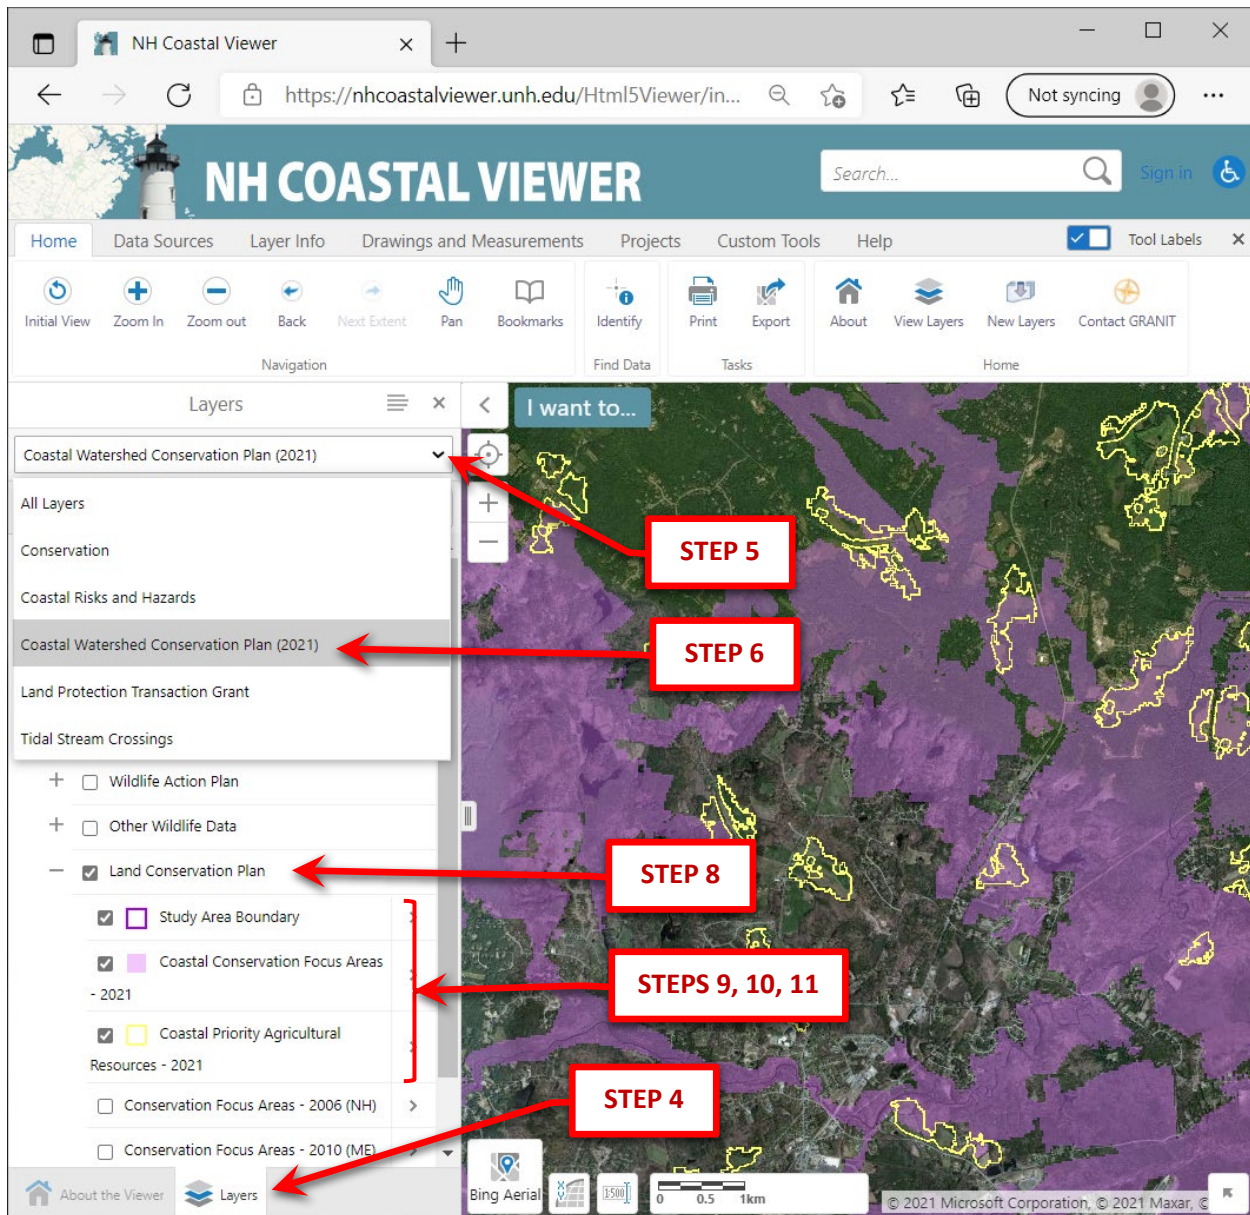 NH Coastal Viewer
https://nhcoastalviewer.unh.edu/Html5Viewer/in...
Not syncing
NH COASTAL VIEWER
Search...
Sign in
Home Data Sources Layer Info Drawings and Measurements Projects Custom Tools Help Tool Labels
Initial View Zoom In Zoom out Back Next Extent Pan Bookmarks Identify Print Export About View Layers New Layers Contact GRANIT
Navigation Find Data Tasks Home
Layers
I want to...
Coastal Watershed Conservation Plan (2021)
All Layers
Conservation
Coastal Risks and Hazards
Coastal Watershed Conservation Plan (2021)
Land Protection Transaction Grant
Tidal Stream Crossings
Wildlife Action Plan
Other Wildlife Data
Land Conservation Plan
Study Area Boundary
Coastal Conservation Focus Areas
- 2021
Coastal Priority Agricultural
Resources - 2021
Conservation Focus Areas - 2006 (NH)
Conservation Focus Areas - 2010 (ME)
About the Viewer
Layers
STEP 5
STEP 6
STEP 8
STEPS 9, 10, 11
STEP 4
Bing Aerial
X
Y
1:500
0 0.5 1km
© 2021 Microsoft Corporation, © 2021 Maxar, ©